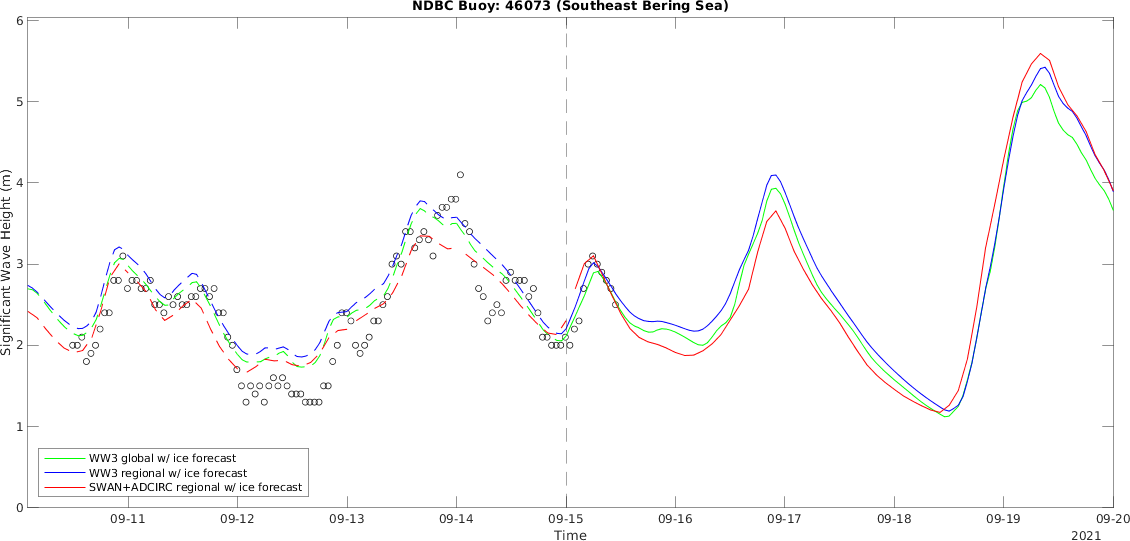 NDBC Buoy: 46073 (Southeast Bering Sea)
Significant Wave Height (m)
6
5
4
3
2
1
0
WW3 global w/ ice forecast
WW3 regional w/ ice forecast
SWAN+ADCIRC regional w/ ice forecast
09-11 09-12 09-13 09-14 09-15 09-16 09-17 09-18 09-19 09-20
Time
2021